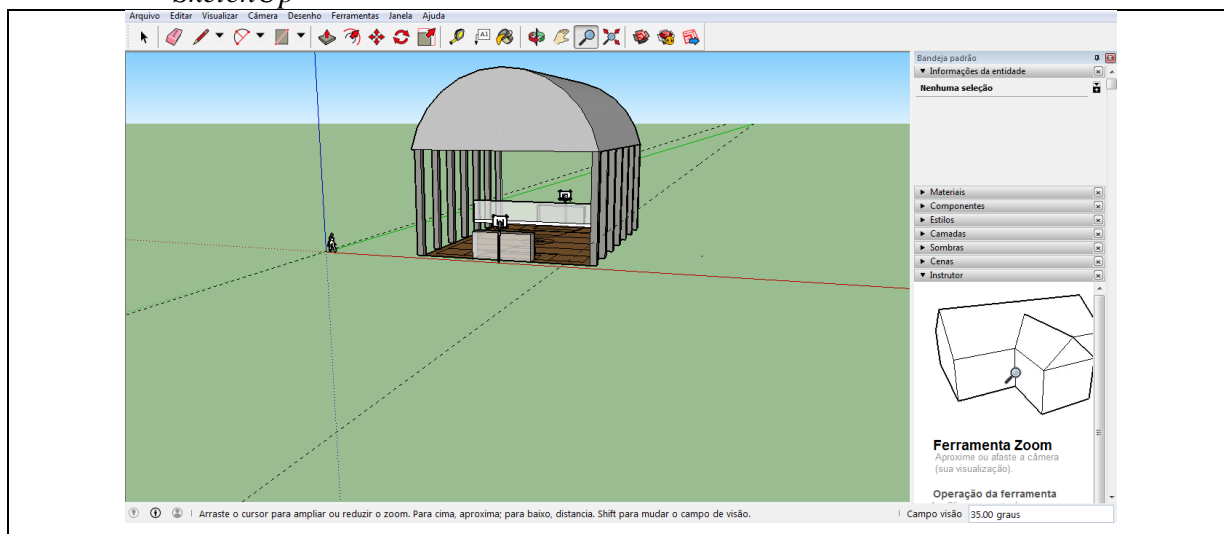 SketchUp
Arquivo Editar Visualizar Câmera Desenho Ferramentas Janela Ajuda
A1
Bandeja padrão
Informações da entidade
Nenhuma seleção
Materiais
Componentes
Estilos
Camadas
Sombras
Cenas
Instrutor
Ferramenta Zoom
Aproxime ou afaste a câmera
(sua visualização).
Operação da ferramenta
Arraste o cursor para ampliar ou reduzir o zoom. Para cima, aproxima; para baixo, distancia. Shift para mudar o campo de visão.
Campo visão 35.00 graus